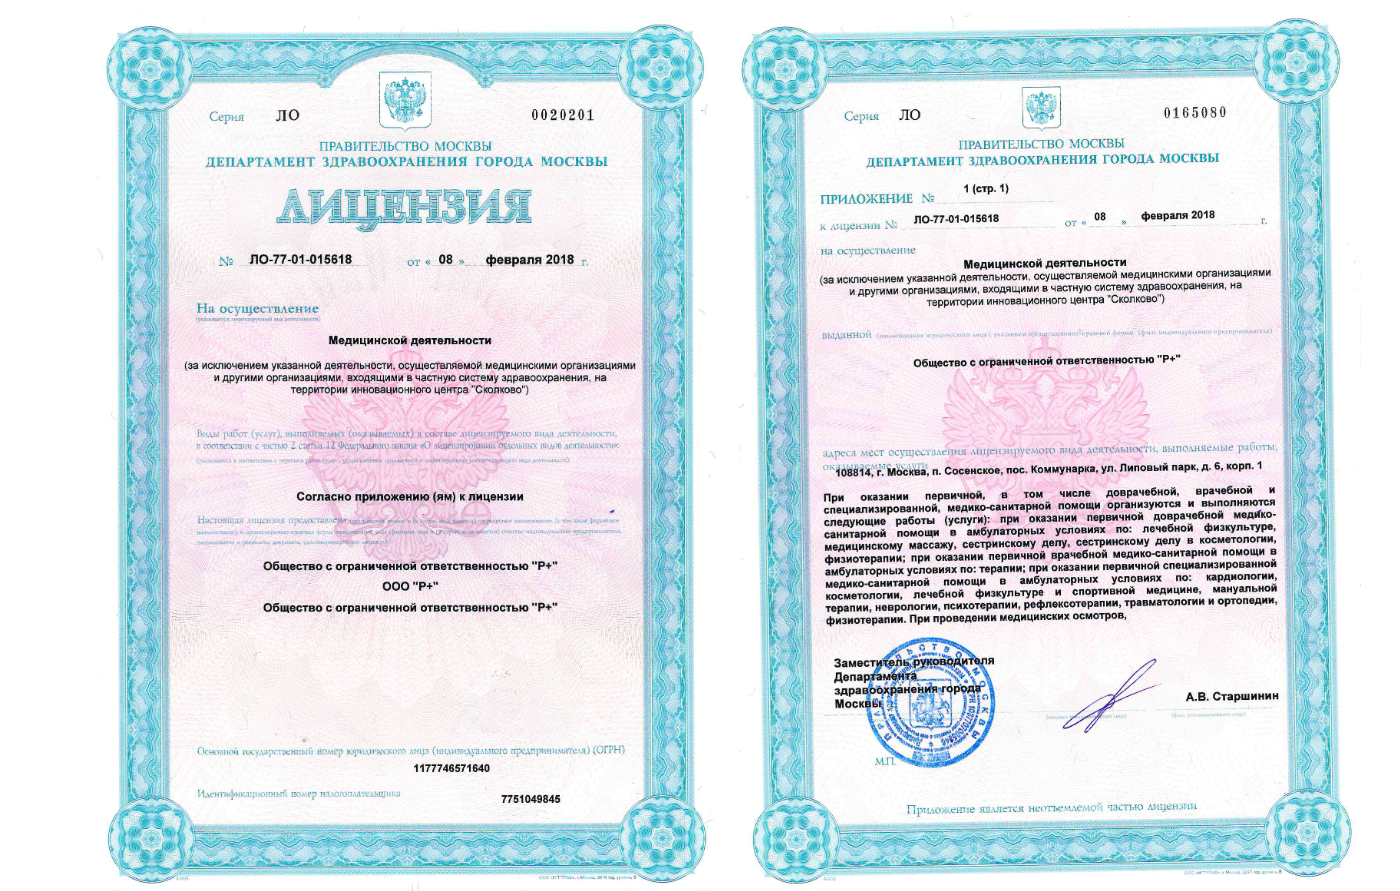 Серия ЛО 0020201
ПРАВИТЕЛЬСТВО МОСКВЫ
ДЕПАРТАМЕНТ ЗДРАВООХРАНЕНИЯ ГОРОДА МОСКВЫ
ЛИЦЕНЗИЯ
№ ЛО-77-01-015618 от « 08 » февраля 2018 г.
На осуществление
(указывается лицензируемый вид деятельности)
Медицинской деятельности
(за исключением указанной деятельности, осуществляемой медицинскими организациями
и другими организациями, входящими в частную систему здравоохранения, на
территории инновационного центра "Сколково")
Виды работ (услуг), выполняемых (оказываемых) в составе лицензируемого вида деятельности,
в соответствии с частью 2 статьи 12 Федерального закона «О лицензировании отдельных видов деятельности»:
Согласно приложению (ям) к лицензии
Настоящая лицензия предоставлена
Общество с ограниченной ответственностью "Р+"
ООО "Р+"
Общество с ограниченной ответственностью "Р+"
Основной государственный номер юридического лица (индивидуального предпринимателя) (ОГРН)
1177746571640
Идентификационный номер налогоплательщика
7751049845
Серия ЛО 0165080
ПРАВИТЕЛЬСТВО МОСКВЫ
ДЕПАРТАМЕНТ ЗДРАВООХРАНЕНИЯ ГОРОДА МОСКВЫ
ПРИЛОЖЕНИЕ № 1 (стр. 1)
к лицензии № ЛО-77-01-015618 от « 08 » февраля 2018 г.
на осуществление
Медицинской деятельности
(за исключением указанной деятельности, осуществляемой медицинскими организациями
и другими организациями, входящими в частную систему здравоохранения, на
территории инновационного центра "Сколково")
выданной (наименование юридического лица с указанием организационно-правовой формы (фио индивидуального предпринимателя)
Общество с ограниченной ответственностью "Р+"
адреса мест осуществления лицензируемого вида деятельности, выполняемые работы,
оказываемые услуги
108814, г. Москва, п. Сосенское, пос. Коммунарка, ул. Липовый парк, д. 6, корп. 1
При оказании первичной, в том числе доврачебной, врачебной и
специализированной, медико-санитарной помощи организуются и выполняются
следующие работы (услуги): при оказании первичной доврачебной медико-
санитарной помощи в амбулаторных условиях по: лечебной физкультуре,
медицинскому массажу, сестринскому делу, сестринскому делу в косметологии,
физиотерапии; при оказании первичной врачебной медико-санитарной помощи в
амбулаторных условиях по: терапии; при оказании первичной специализированной
медико-санитарной помощи в амбулаторных условиях по: кардиологии,
косметологии, лечебной физкультуре и спортивной медицине, мануальной
терапии, неврологии, психотерапии, рефлексотерапии, травматологии и ортопедии,
физиотерапии. При проведении медицинских осмотров,
Заместитель руководителя
Департамента
здравоохранения города
Москвы
А.В. Старшинин
ПРАВИТЕЛЬСТВО МОСКВЫ
М.П.
Приложение является неотъемлемой частью лицензии